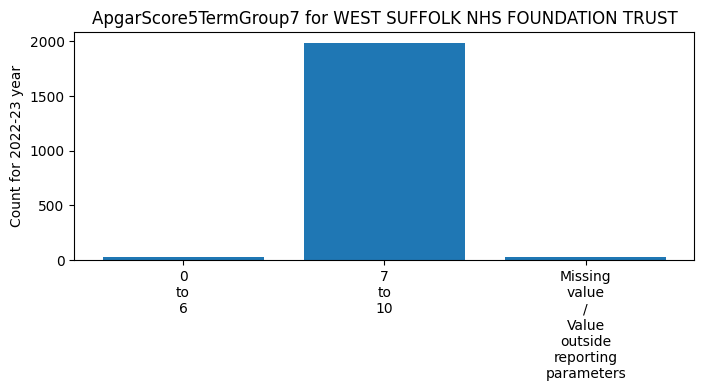 ApgarScore5TermGroup7 for WEST SUFFOLK NHS FOUNDATION TRUST
Count for 2022-23 year
2000
1500
1000
500
0
0
to
6
7
to
10
Missing
value
/
Value
outside
reporting
parameters